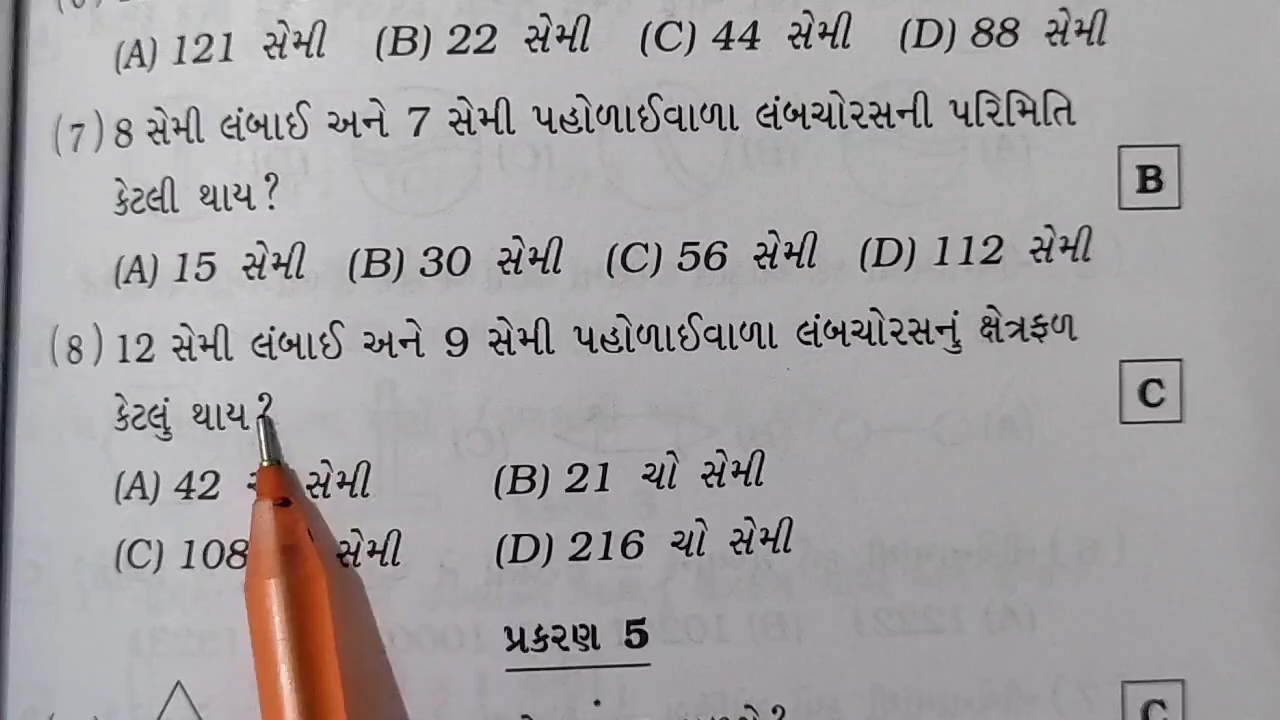 (A) 121 સેમી (B) 22 સેમી (C) 44 સેમી (D) 88 સેમી
(7) 8 સેમી લંબાઈ અને 7 સેમી પહોળાઈવાળા લંબચોરસની પરિમિતિ
કેટલી થાય?
B
(A) 15 સેમી (B) 30 સેમી (C) 56 સેમી (D) 112 સેમી
(8) 12 સેમી લંબાઈ અને 9 સેમી પહોળાઈવાળા લંબચોરસનું ક્ષેત્રફળ
કેટલું થાય?
C
(A) 42 સેમી (B) 21 ચો સેમી
(C) 108 સેમી (D) 216 ચો સેમી
પ્રકરણ 5
C